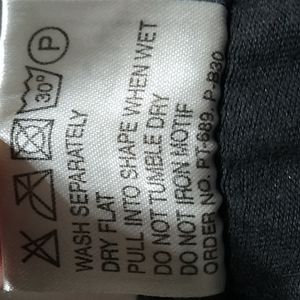 30° P
WASH SEPARATELY
DRY FLAT
PULL INTO SHAPE WHEN WET
DO NOT TUMBLE DRY
DO NOT IRON MOTIF
ORDER NO. PT-689. P-B30